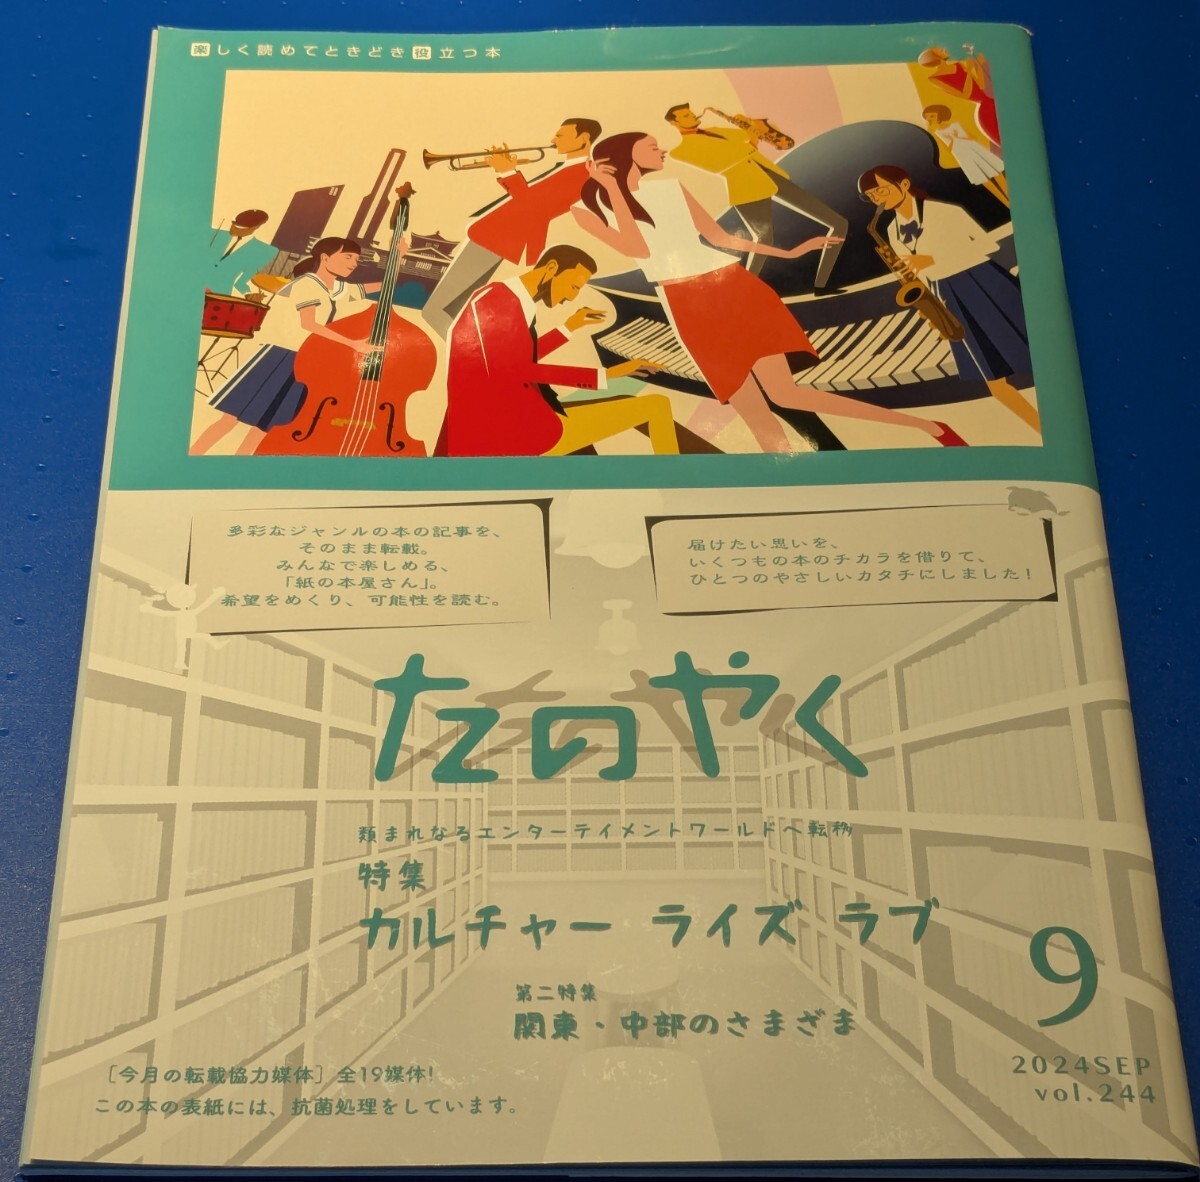 楽しく読めてときどき役立つ本
多彩なジャンルの本の記事を、
そのまま転載。
みんなで楽しめる、
「紙の本屋さん」。
希望をめくり、可能性を読む。
届けたい思いを、
いくつもの本のチカラを借りて、
ひとつのやさしいカタチにしました！
たのやく
類まれなるエンターテイメントワールドへ転移
特集
カルチャー ライズ ラブ
第二特集
関東・中部のさまざま
9
2024SEP
vol.244
［今月の転載協力媒体］全19媒体！
この本の表紙には、抗菌処理をしています。